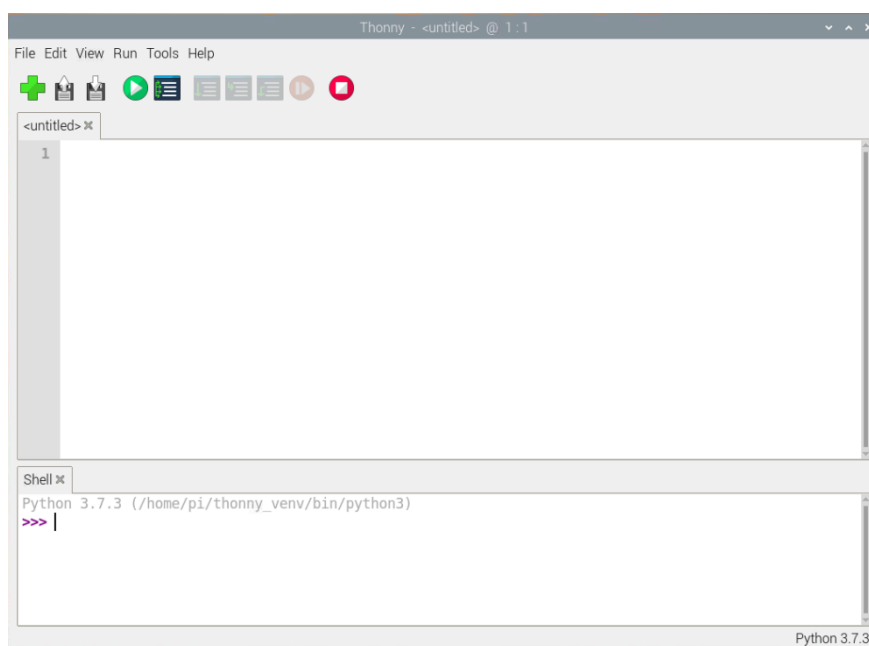 Thonny - <untitled> @ 1:1
File Edit View Run Tools Help
<untitled>
1
Shell
Python 3.7.3 (/home/pi/thonny_venv/bin/python3)
>>>
Python 3.7.3